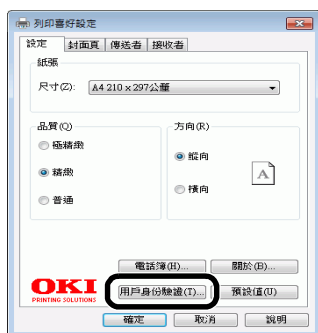 列印喜好設定
設定 封面頁 傳送者 接收者
紙張
尺寸(Z): A4 210 x 297公釐
品質(Q)
極精緻
精緻
普通
方向(R)
縱向
橫向
A
電話簿(H)... 關於(B)...
OKI
PRINTING SOLUTIONS
用戶身份驗證(T)... 預設值(U)
確定 取消 說明